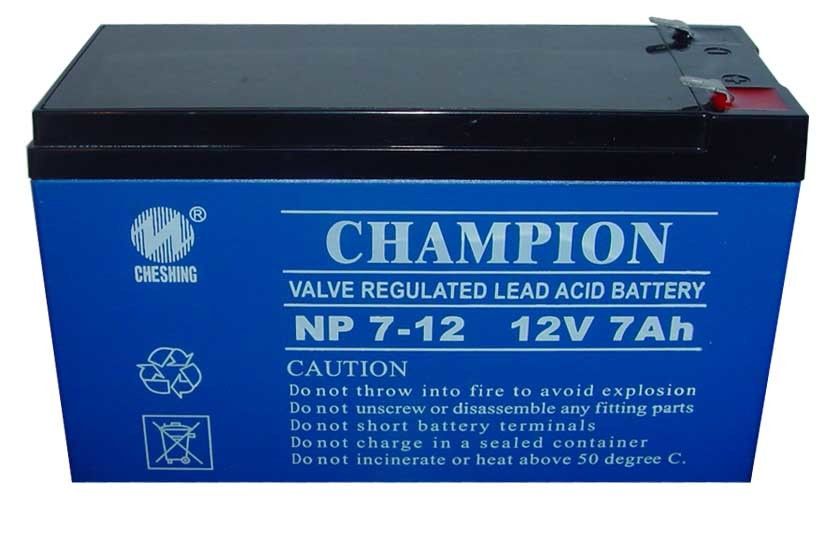 ®
CHESHING
CHAMPION
VALVE REGULATED LEAD ACID BATTERY
NP 7-12 12V 7Ah
CAUTION
Do not throw into fire to avoid explosion
Do not unscrew or disassemble any fitting parts
Do not short battery terminals
Do not charge in a sealed container
Do not incinerate or heat above 50 degree C.